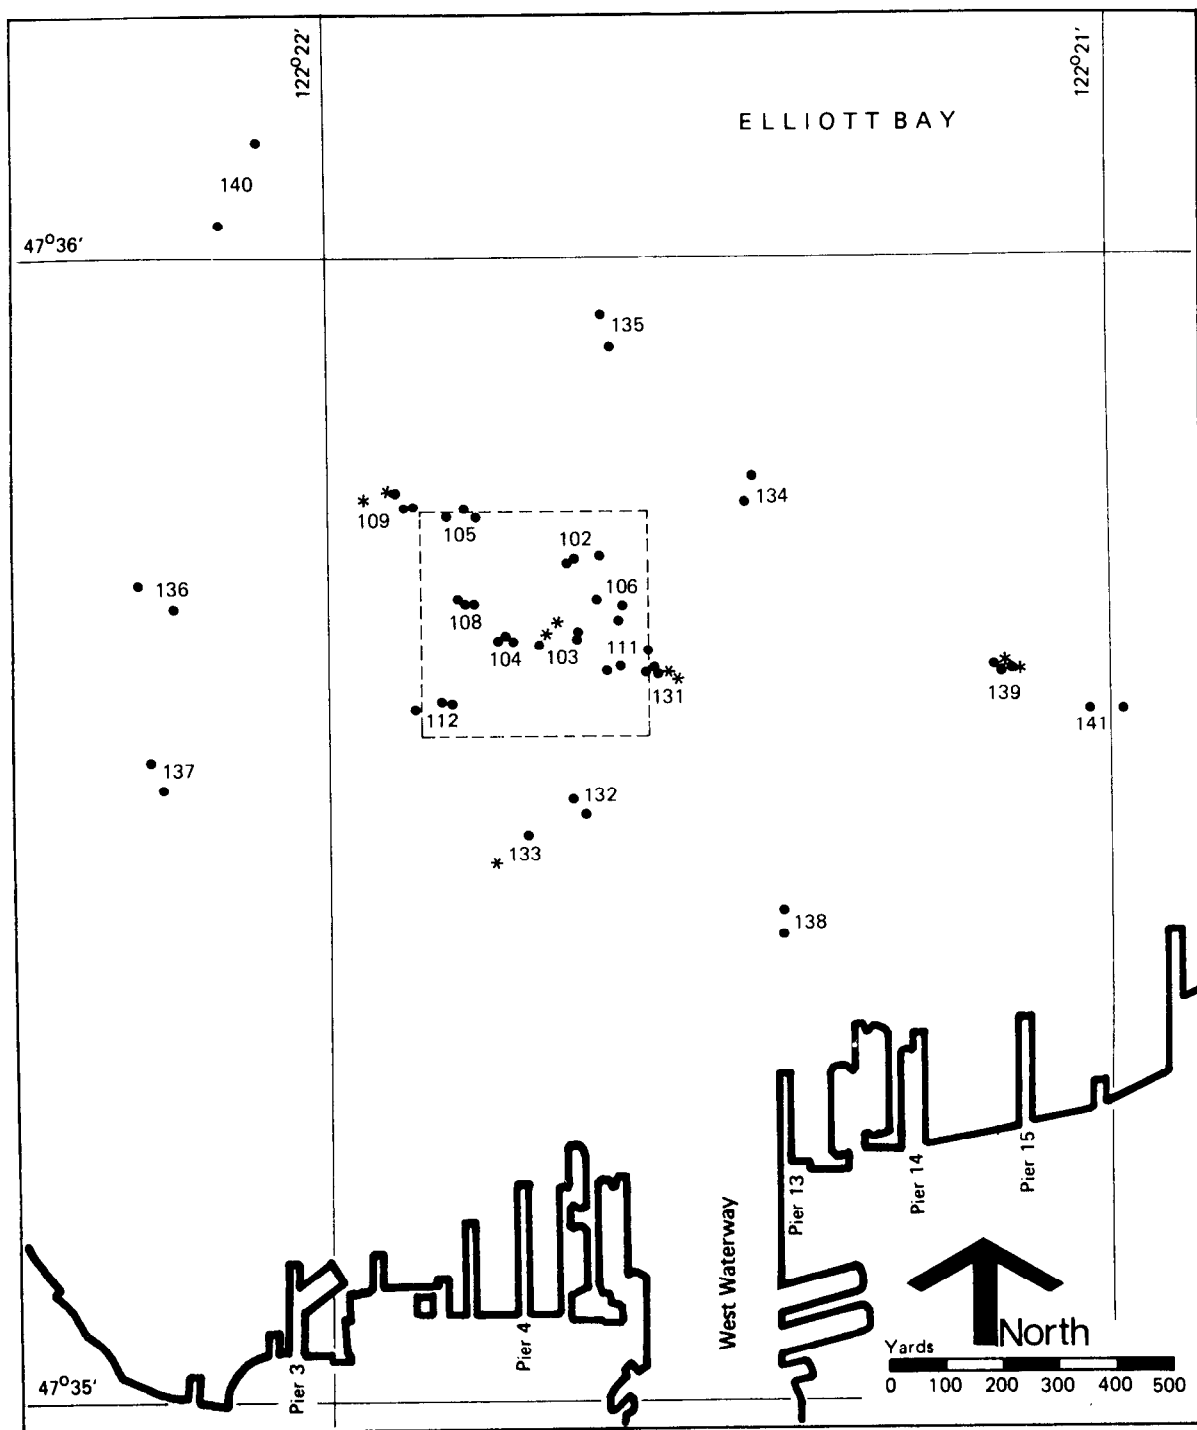 122°22'
122°21'
ELLIOTT BAY
140
47°36'
135
134
109
105
102
136
106
108
104
103
111
131
139
112
141
137
132
133
138
Pier 3
Pier 4
West Waterway
Pier 13
Pier 14
Pier 15
North
Yards
0 100 200 300 400 500
47°35'